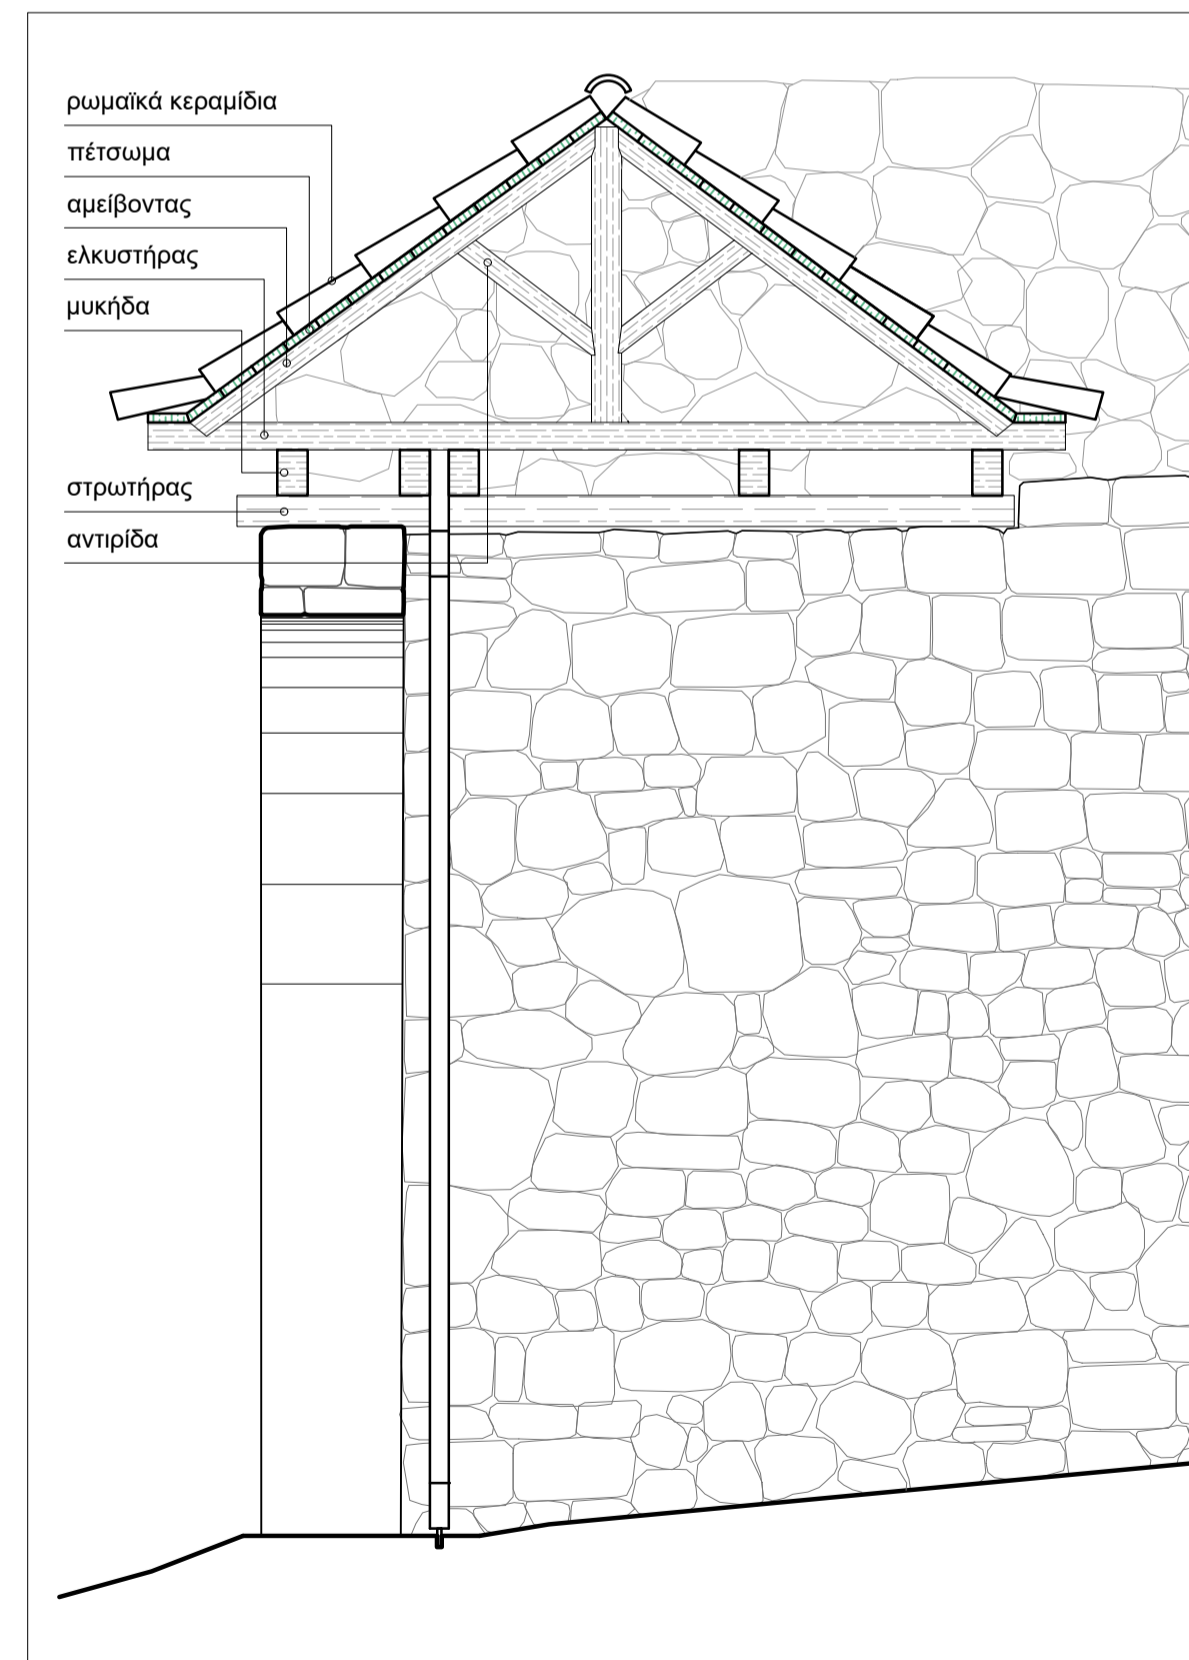 ρωμαϊκά κεραμίδια
πέτσωμα
αμείβοντας
ελκυστήρας
μυκήδα
στρωτήρας
αντιρίδα